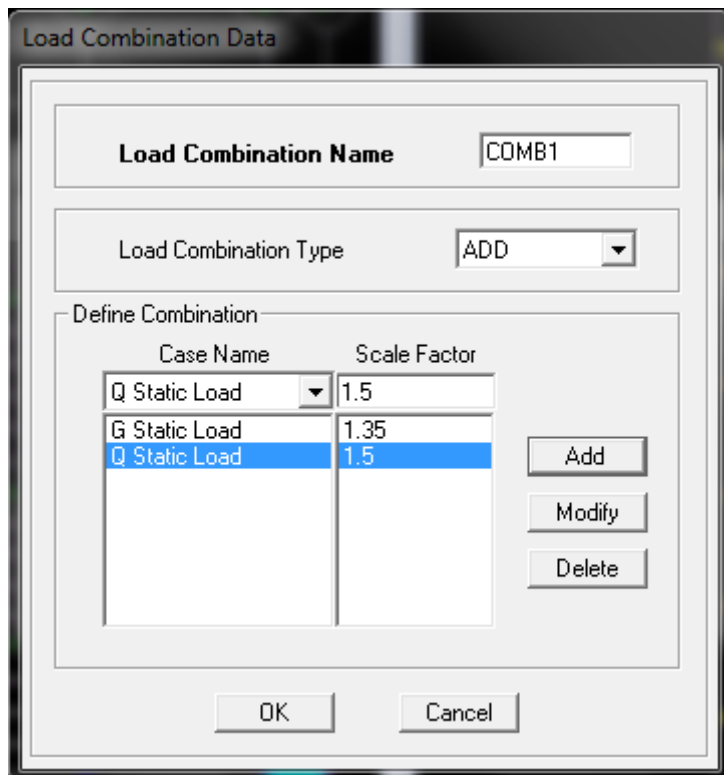 Load Combination Data
Load Combination Name COMB1
Load Combination Type ADD
Define Combination
Case Name Scale Factor
Q Static Load 1.5
G Static Load 1.35
Q Static Load 1.5
Add
Modify
Delete
OK Cancel